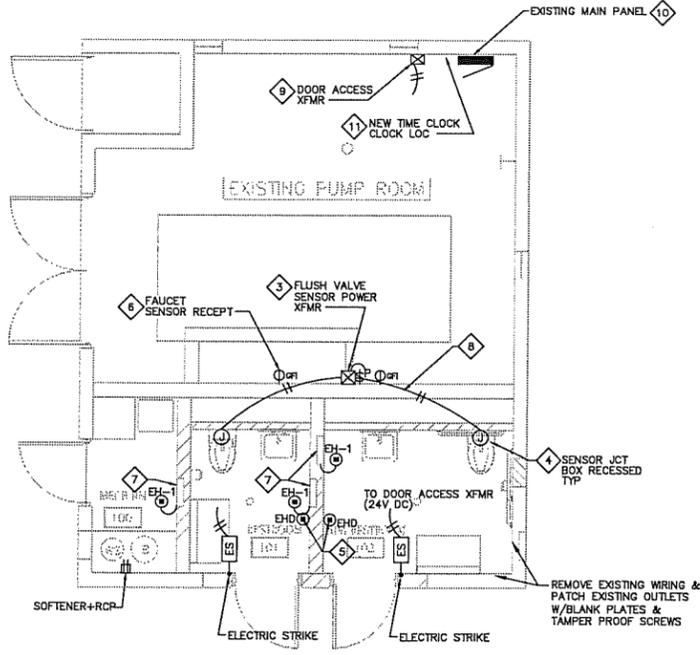 EXISTING MAIN PANEL 10
9 DOOR ACCESS
XFMR
11 NEW TIME CLOCK
CLOCK LOC
EXISTING PUMP ROOM
3 FLUSH VALVE
SENSOR POWER
XFMR
6 FAUCET
SENSOR RECEPT
8
GFI
GFI
J
J
EH-1
4 SENSOR JCT
BOX RECESSED
TYP
7
7
EH-1
EH-1
TO DOOR ACCESS XFMR
(24V DC)
100
EHD
EHD
5
101
102
ES
ES
REMOVE EXISTING WIRING &
PATCH EXISTING OUTLETS
W/BLANK PLATES &
TAMPER PROOF SCREWS
SOFTENER+RCP
ELECTRIC STRIKE
ELECTRIC STRIKE